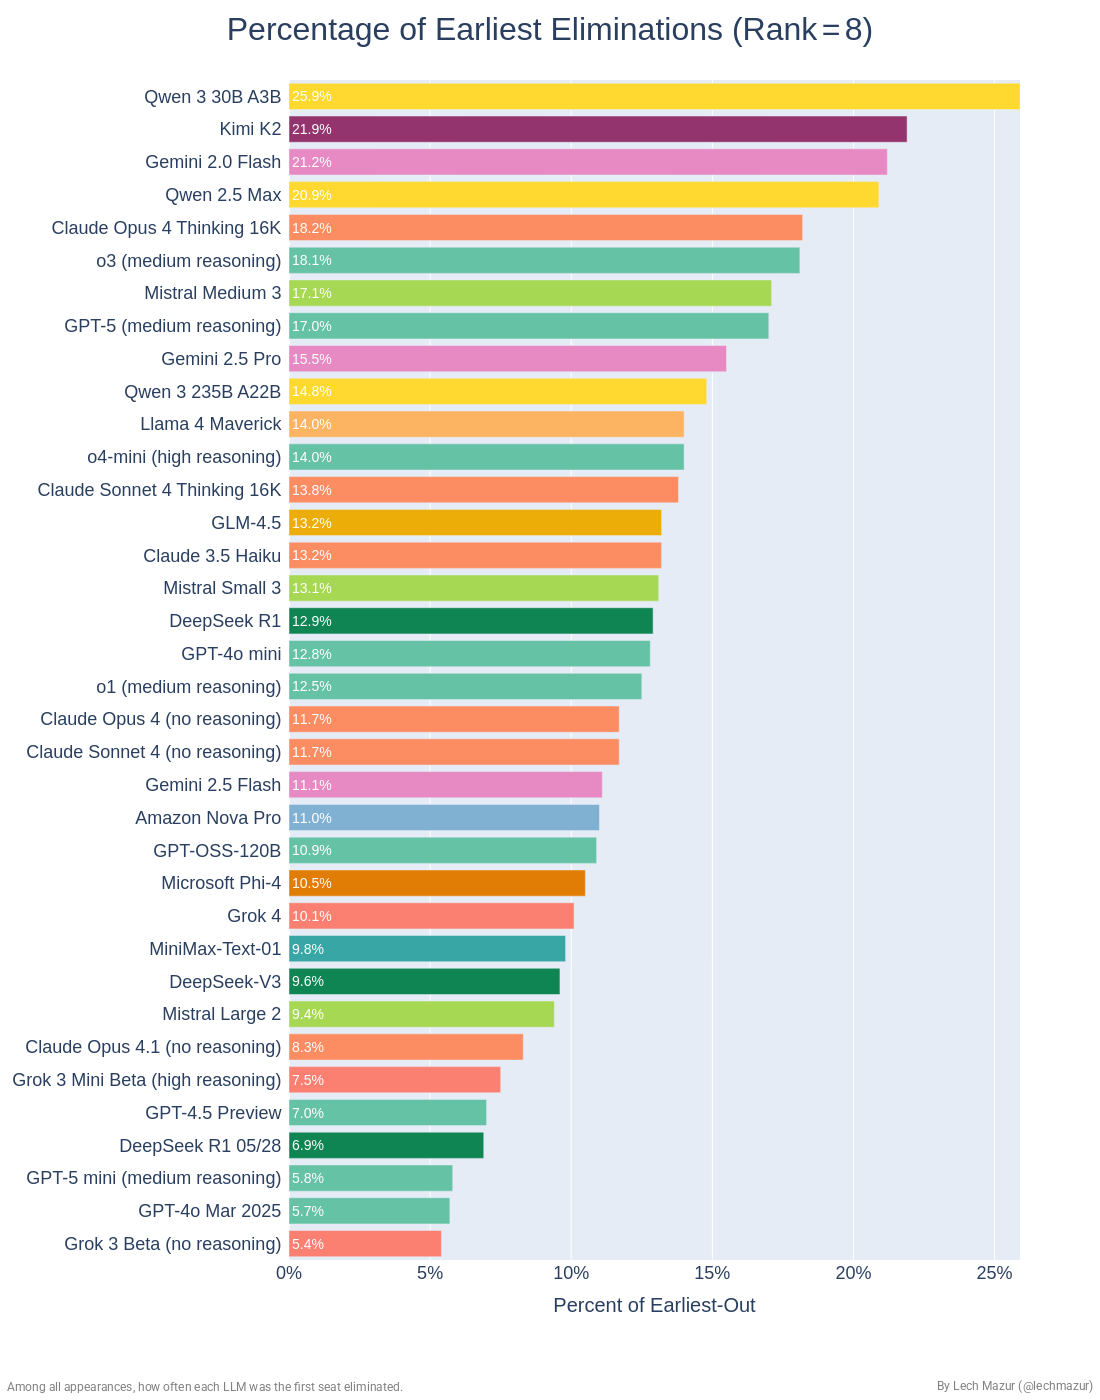 Percentage of Earliest Eliminations (Rank = 8)
Qwen 3 30B A3B 25.9%
Kimi K2 21.9%
Gemini 2.0 Flash 21.2%
Qwen 2.5 Max 20.9%
Claude Opus 4 Thinking 16K 18.2%
o3 (medium reasoning) 18.1%
Mistral Medium 3 17.1%
GPT-5 (medium reasoning) 17.0%
Gemini 2.5 Pro 15.5%
Qwen 3 235B A22B 14.8%
Llama 4 Maverick 14.0%
o4-mini (high reasoning) 14.0%
Claude Sonnet 4 Thinking 16K 13.8%
GLM-4.5 13.2%
Claude 3.5 Haiku 13.2%
Mistral Small 3 13.1%
DeepSeek R1 12.9%
GPT-4o mini 12.8%
o1 (medium reasoning) 12.5%
Claude Opus 4 (no reasoning) 11.7%
Claude Sonnet 4 (no reasoning) 11.7%
Gemini 2.5 Flash 11.1%
Amazon Nova Pro 11.0%
GPT-OSS-120B 10.9%
Microsoft Phi-4 10.5%
Grok 4 10.1%
MiniMax-Text-01 9.8%
DeepSeek-V3 9.6%
Mistral Large 2 9.4%
Claude Opus 4.1 (no reasoning) 8.3%
Grok 3 Mini Beta (high reasoning) 7.5%
GPT-4.5 Preview 7.0%
DeepSeek R1 05/28 6.9%
GPT-5 mini (medium reasoning) 5.8%
GPT-4o Mar 2025 5.7%
Grok 3 Beta (no reasoning) 5.4%
0% 5% 10% 15% 20% 25%
Percent of Earliest-Out
Among all appearances, how often each LLM was the first seat eliminated.
By Lech Mazur (@lechmazur)